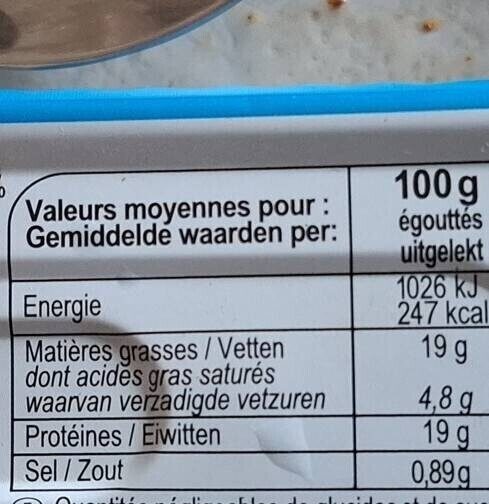 %
Valeurs moyennes pour :
Gemiddelde waarden per:
100 g
égouttés
uitgelekt
Energie
1026 kJ
247 kcal
Matières grasses / Vetten
19 g
dont acides gras saturés
waarvan verzadigde vetzuren
4,8 g
Protéines / Eiwitten
19 g
Sel / Zout
0,89g